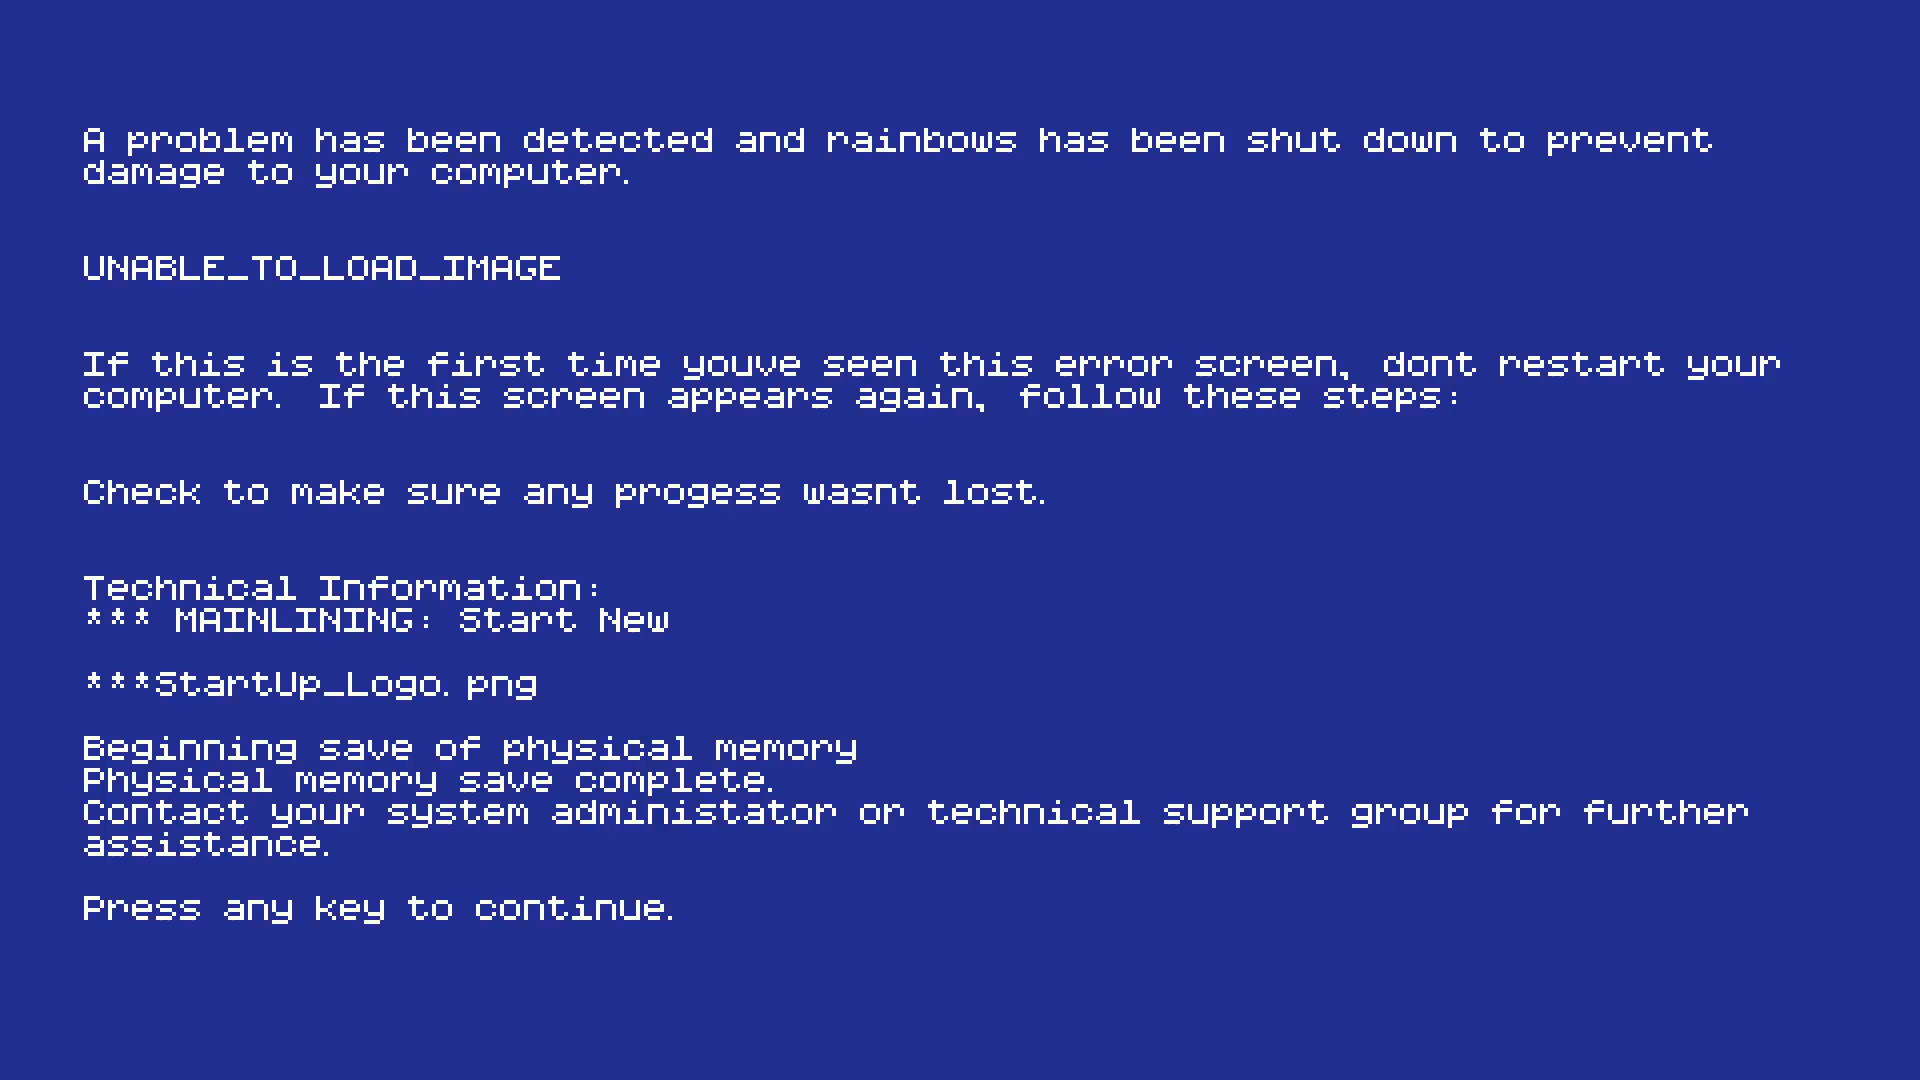 A problem has been detected and rainbows has been shut down to prevent
damage to your computer.
UNABLE_TO_LOAD_IMAGE
If this is the first time youve seen this error screen, dont restart your
computer. If this screen appears again, follow these steps:
Check to make sure any progess wasnt lost.
Technical Information:
*** MAINLINING: Start New
***StartUp_Logo.png
Beginning save of physical memory
Physical memory save complete.
Contact your system administator or technical support group for further
assistance.
Press any key to continue.